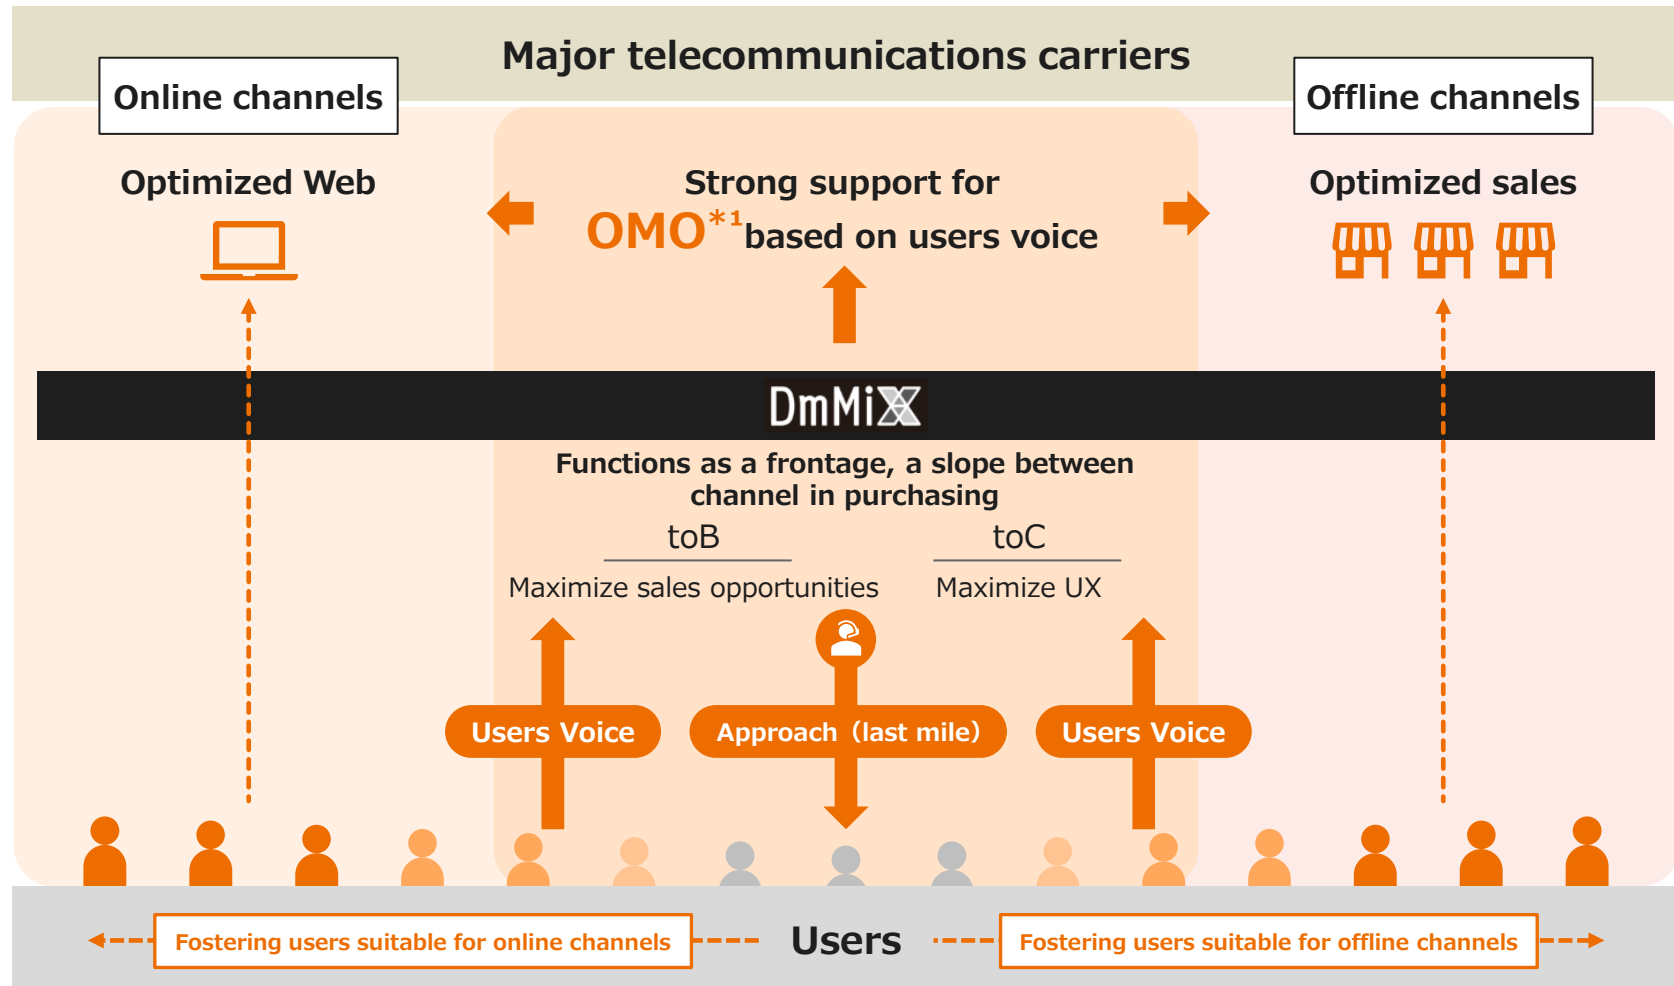 Major telecommunications carriers
Online channels
Offline channels
Optimized Web
Strong support for
OMO*1 based on users voice
Optimized sales
DmMiX
Functions as a frontage, a slope between
channel in purchasing
toB
toC
Maximize sales opportunities
Maximize UX
Users Voice
Approach（last mile）
Users Voice
Fostering users suitable for online channels
Users
Fostering users suitable for offline channels